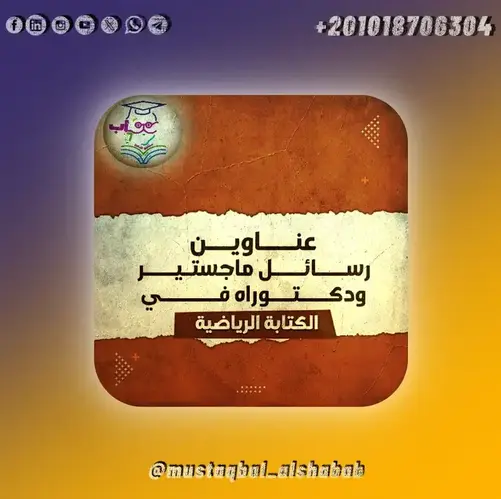 +201018706304
عناوين
رسائل ماجستير
ودكتوراه في
الكتابة الرياضية
@mustaqbal_alshabab